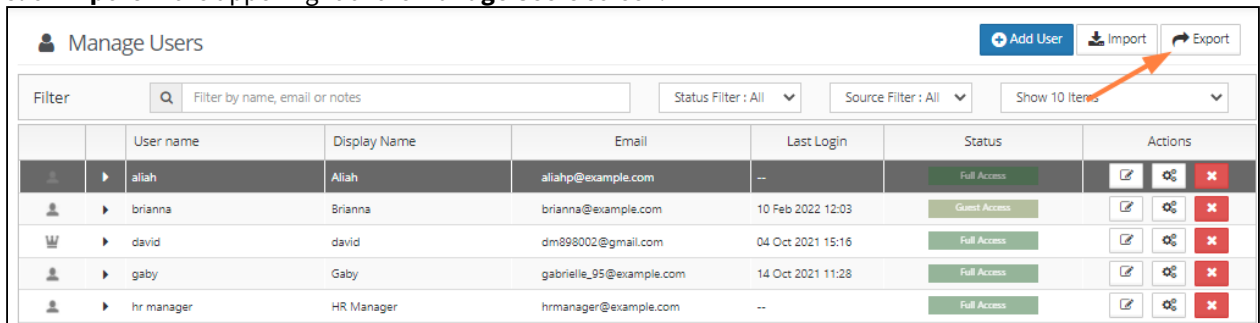 Manage Users
Add User Import Export
Filter Filter by name, email or notes Status Filter : All Source Filter : All Show 10 Items
User name Display Name Email Last Login Status Actions
aliah Aliah aliahp@example.com -- Full Access
brianna Brianna brianna@example.com 10 Feb 2022 12:03 Guest Access
david david dm898002@gmail.com 04 Oct 2021 15:16 Full Access
gaby Gaby gabrielle_95@example.com 14 Oct 2021 11:28 Full Access
hr manager HR Manager hrmanager@example.com -- Full Access